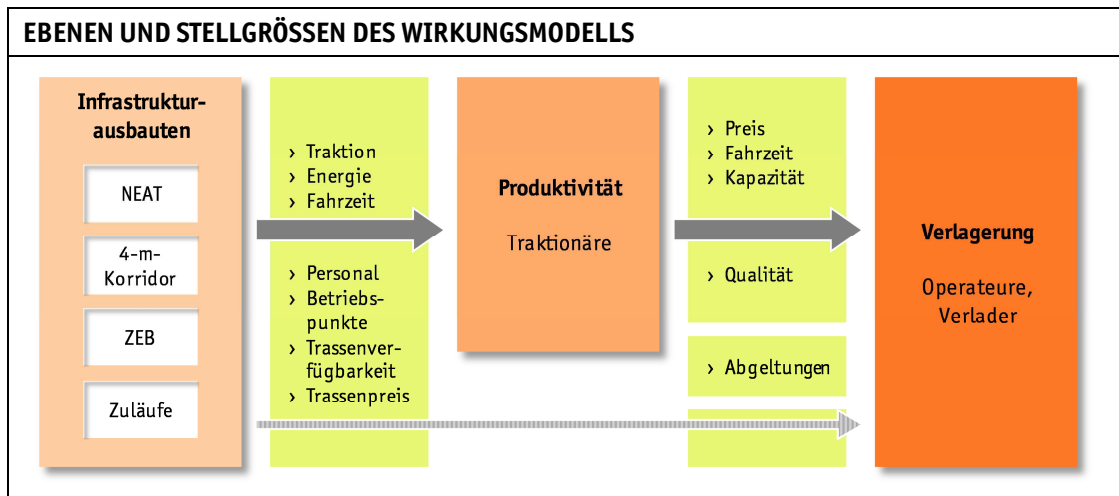 EBENEN UND STELLGRÖSSEN DES WIRKUNGSMODELLS
Infrastruktur-
ausbauten
NEAT
4-m-
Korridor
ZEB
Zuläufe
› Traktion
› Energie
› Fahrzeit
› Personal
› Betriebs-
punkte
› Trassenver-
fügbarkeit
› Trassenpreis
Produktivität
Traktionäre
› Preis
› Fahrzeit
› Kapazität
› Qualität
› Abgeltungen
Verlagerung
Operateure,
Verlader